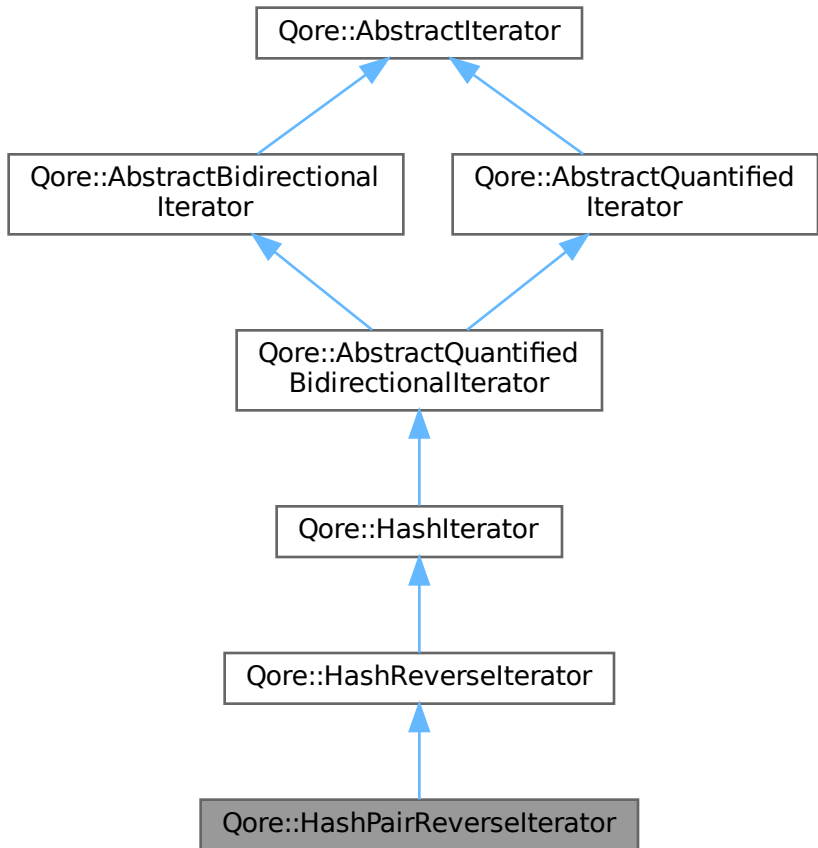 Qore::AbstractIterator
Qore::AbstractBidirectional
Iterator
Qore::AbstractQuantified
Iterator
Qore::AbstractQuantified
BidirectionalIterator
Qore::HashIterator
Qore::HashReverseIterator
Qore::HashPairReverseIterator